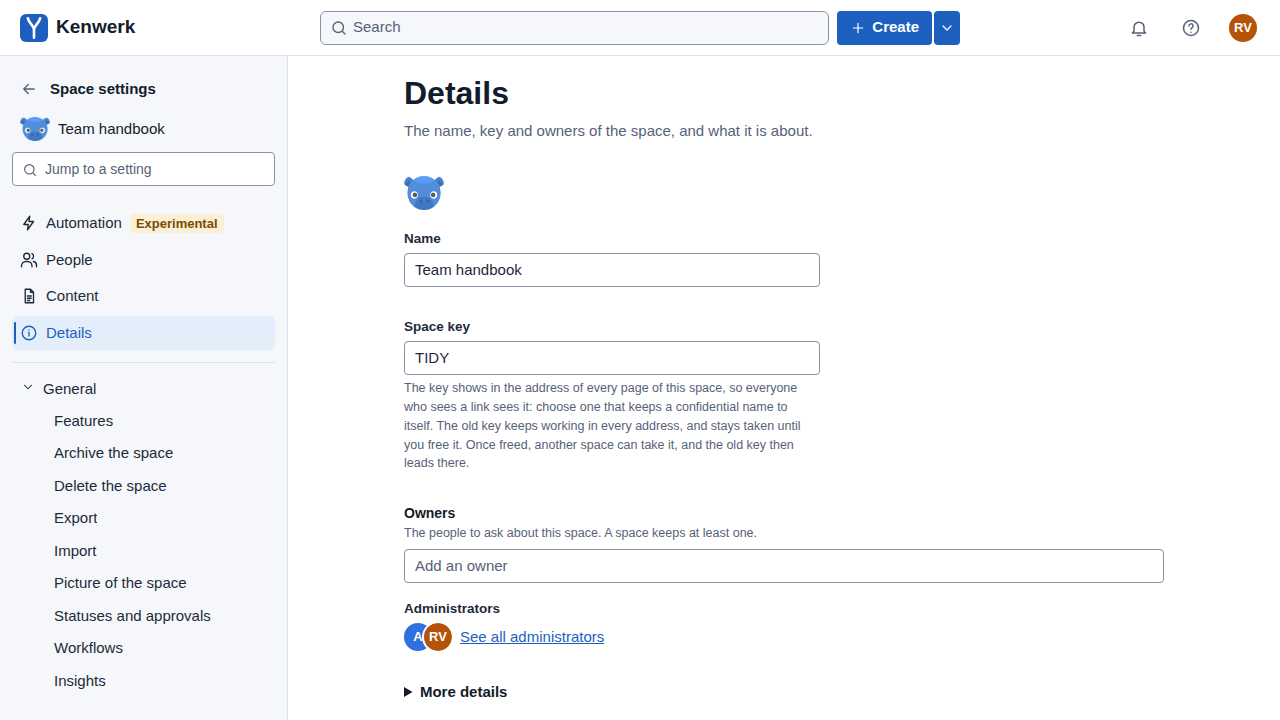 Kenwerk
Search
Create
RV
Space settings
Team handbook
Jump to a setting
Automation Experimental
People
Content
Details
General
Features
Archive the space
Delete the space
Export
Import
Picture of the space
Statuses and approvals
Workflows
Insights
Details
The name, key and owners of the space, and what it is about.
Name
Team handbook
Space key
TIDY
The key shows in the address of every page of this space, so everyone
who sees a link sees it: choose one that keeps a confidential name to
itself. The old key keeps working in every address, and stays taken until
you free it. Once freed, another space can take it, and the old key then
leads there.
Owners
The people to ask about this space. A space keeps at least one.
Add an owner
Administrators
A RV See all administrators
More details